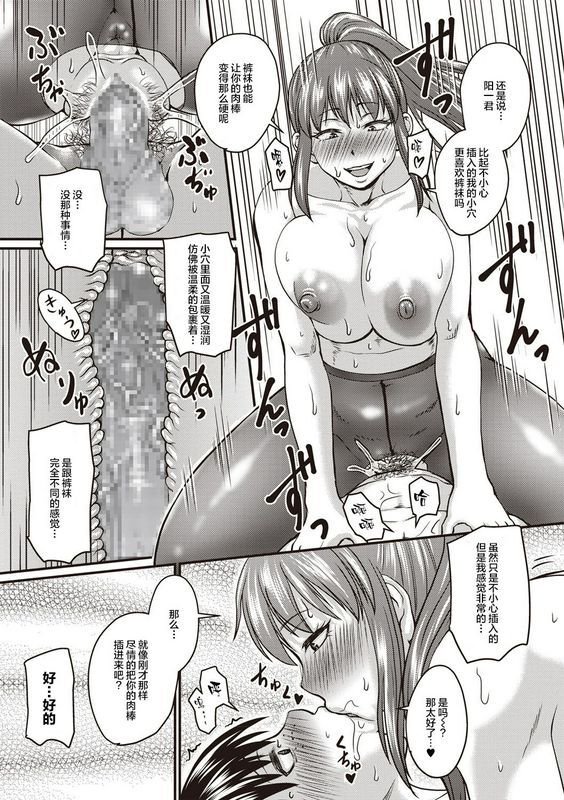 还是说…
阳一君
比起不小心
插入的我的小穴
更喜欢裤袜吗
裤袜也能
让你的肉棒
变得那么硬呢
没…
没那种事情…
小穴里面又温暖又湿润
仿佛被温柔的包裹着…
是跟裤袜
完全不同的感觉…
虽然只是不小心插入的
但是我感觉非常的…
是吗~?
那太好了…♥
那么…
就像刚才那样
尽情的把你的肉棒
插进来吧?
好…好的
ぶぢゅ
ぶぢゅ
ずんっ
ずんっ
ずんっ
きゅっ♡
ぬりゅ
ぬぅ
ちゅ